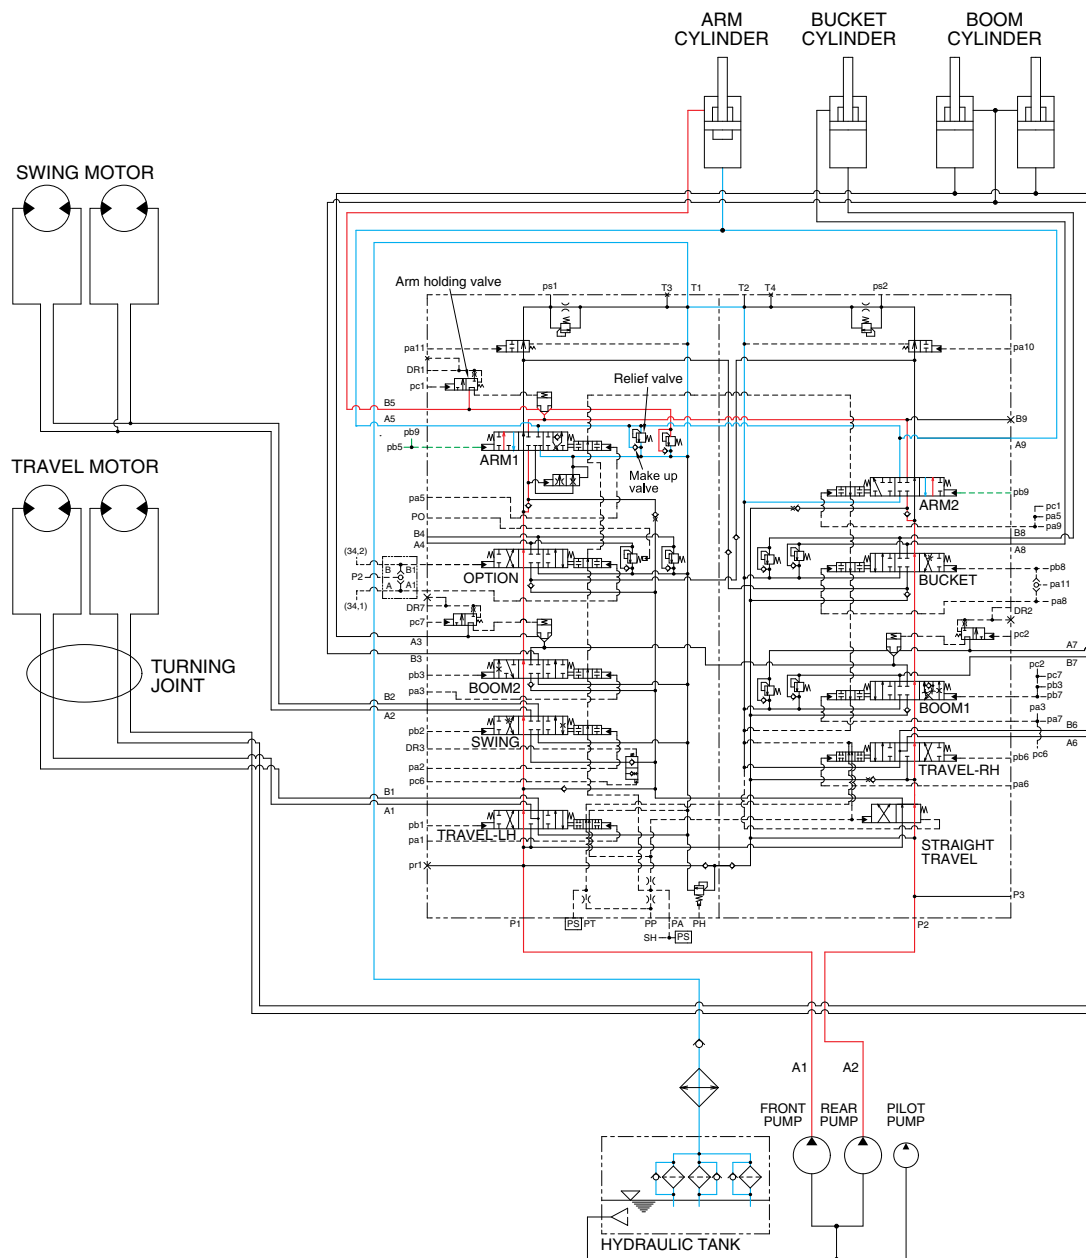 ARM
CYLINDER
BUCKET
CYLINDER
BOOM
CYLINDER
SWING MOTOR
TRAVEL MOTOR
TURNING
JOINT
Arm holding valve
ps1
T3
T1
T2
T4
ps2
pa11
pa10
DR1
pc1
Relief valve
B5
A5
B9
A9
pb9
pb5
ARM1
Make up
valve
ARM2
pb9
pc1
pa5
pa9
pa5
PO
B4
A4
B8
A8
(34,2)
P2
B
B1
A
A1
(34,1)
OPTION
BUCKET
pb8
pa11
pa8
DR7
pc7
DR2
pc2
A3
B3
A7
B7
pb3
pa3
BOOM2
BOOM1
pc2
pc7
pb3
pb7
pa3
pa7
pc6
B2
A2
pb2
SWING
DR3
pa2
pc6
B6
A6
pb6
TRAVEL-RH
pa6
B1
A1
pb1
TRAVEL-LH
pa1
STRAIGHT
TRAVEL
pr1
P3
P1
PS
PT
PP
PA
PH
P2
SH
PS
A1
A2
FRONT
PUMP
REAR
PUMP
PILOT
PUMP
HYDRAULIC TANK